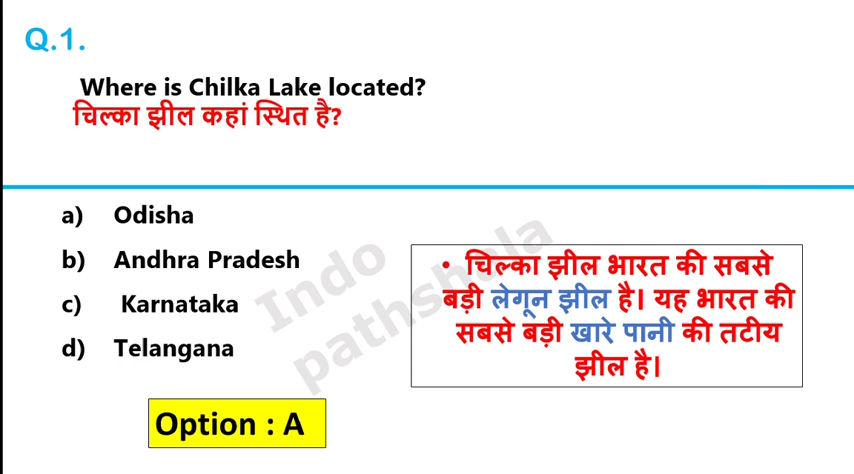 Q.1.
Where is Chilka Lake located?
चिल्का झील कहां स्थित है?
a) Odisha
b) Andhra Pradesh
c) Karnataka
d) Telangana
• चिल्का झील भारत की सबसे
बड़ी लेगून झील है। यह भारत की
सबसे बड़ी खारे पानी की तटीय
झील है।
Option : A
Indo
pathshala